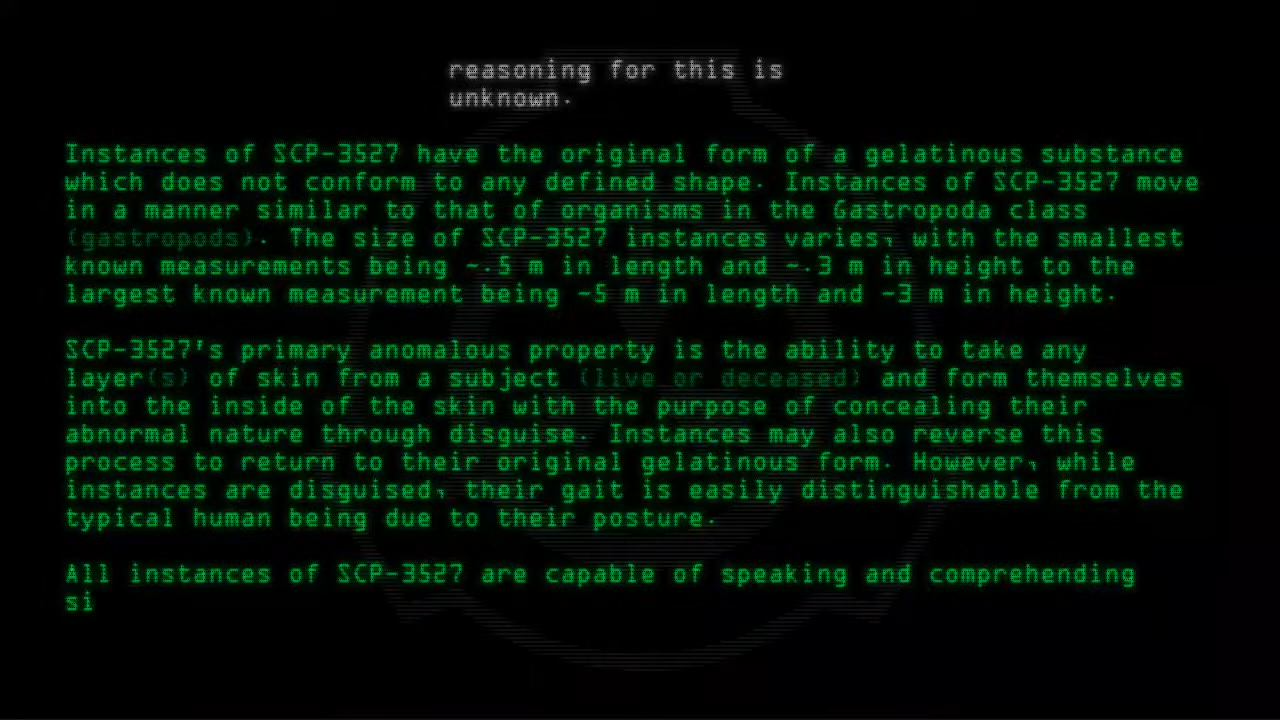 reasoning for this is
unknown.
Instances of SCP-3527 have the original form of a gelatinous substance
which does not conform to any defined shape. Instances of SCP-3527 move
in a manner similar to that of organisms in the Gastropoda class
(gastropods). The size of SCP-3527 instances varies, with the smallest
known measurements being ~.5 m in length and ~.3 m in height to the
largest known measurement being ~5 m in length and ~3 m in height.
SCP-3527's primary anomalous property is the ability to take any
layer(s) of skin from a subject (live or deceased) and form themselves
into the inside of the skin with the purpose of concealing their
abnormal nature through disguise. Instances may also reverse this
process to return to their original gelatinous form. However, while
instances are disguised, their gait is easily distinguishable from the
typical human being due to their posture.
All instances of SCP-3527 are capable of speaking and comprehending
si